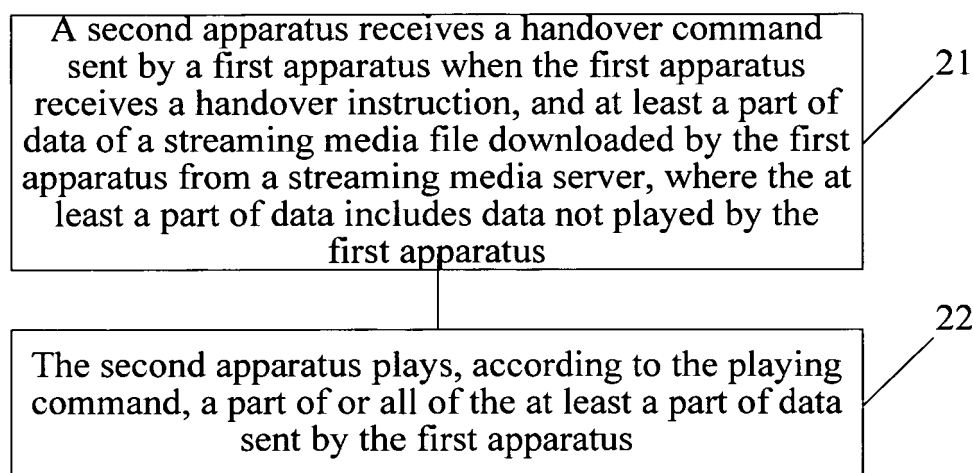 A second apparatus receives a handover command
sent by a first apparatus when the first apparatus
receives a handover instruction, and at least a part of
data of a streaming media file downloaded by the first
apparatus from a streaming media server, where the at
least a part of data includes data not played by the
first apparatus
21
The second apparatus plays, according to the playing
command, a part of or all of the at least a part of data
sent by the first apparatus
22